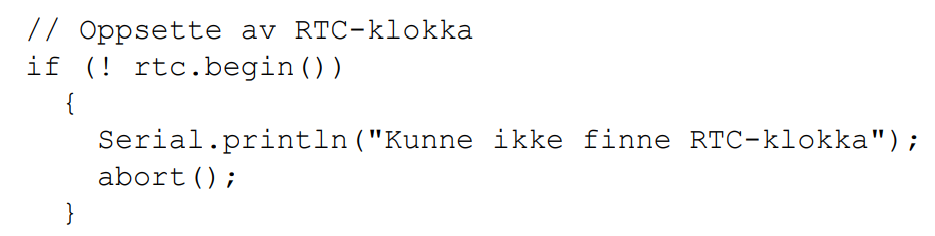 // Oppsette av RTC-klokka
if (! rtc.begin())
{
Serial.println("Kunne ikke finne RTC-klokka");
abort();
}